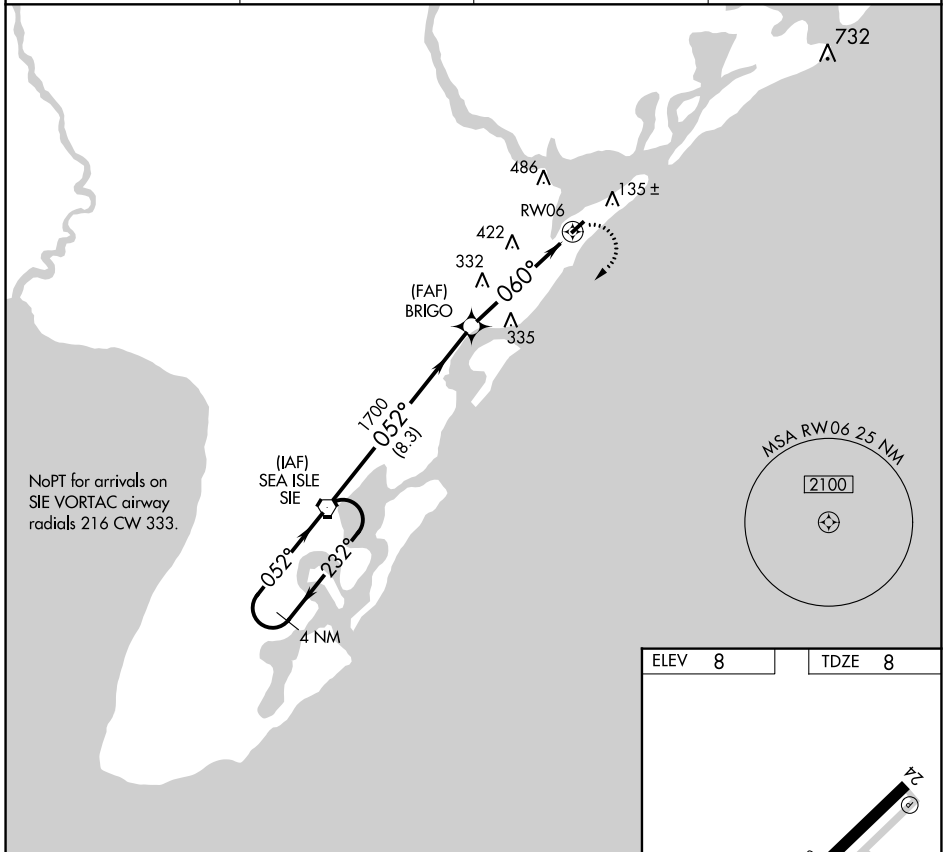 732
486
135 ±
RW06
422
332
060°
(FAF)
BRIGO
335
1700
052°
(8.3)
MSA RW06 25 NM
2100
(IAF)
SEA ISLE
SIE
NoPT for arrivals on
SIE VORTAC airway
radials 216 CW 333.
052°
232°
4 NM
ELEV 8
TDZE 8
24
P